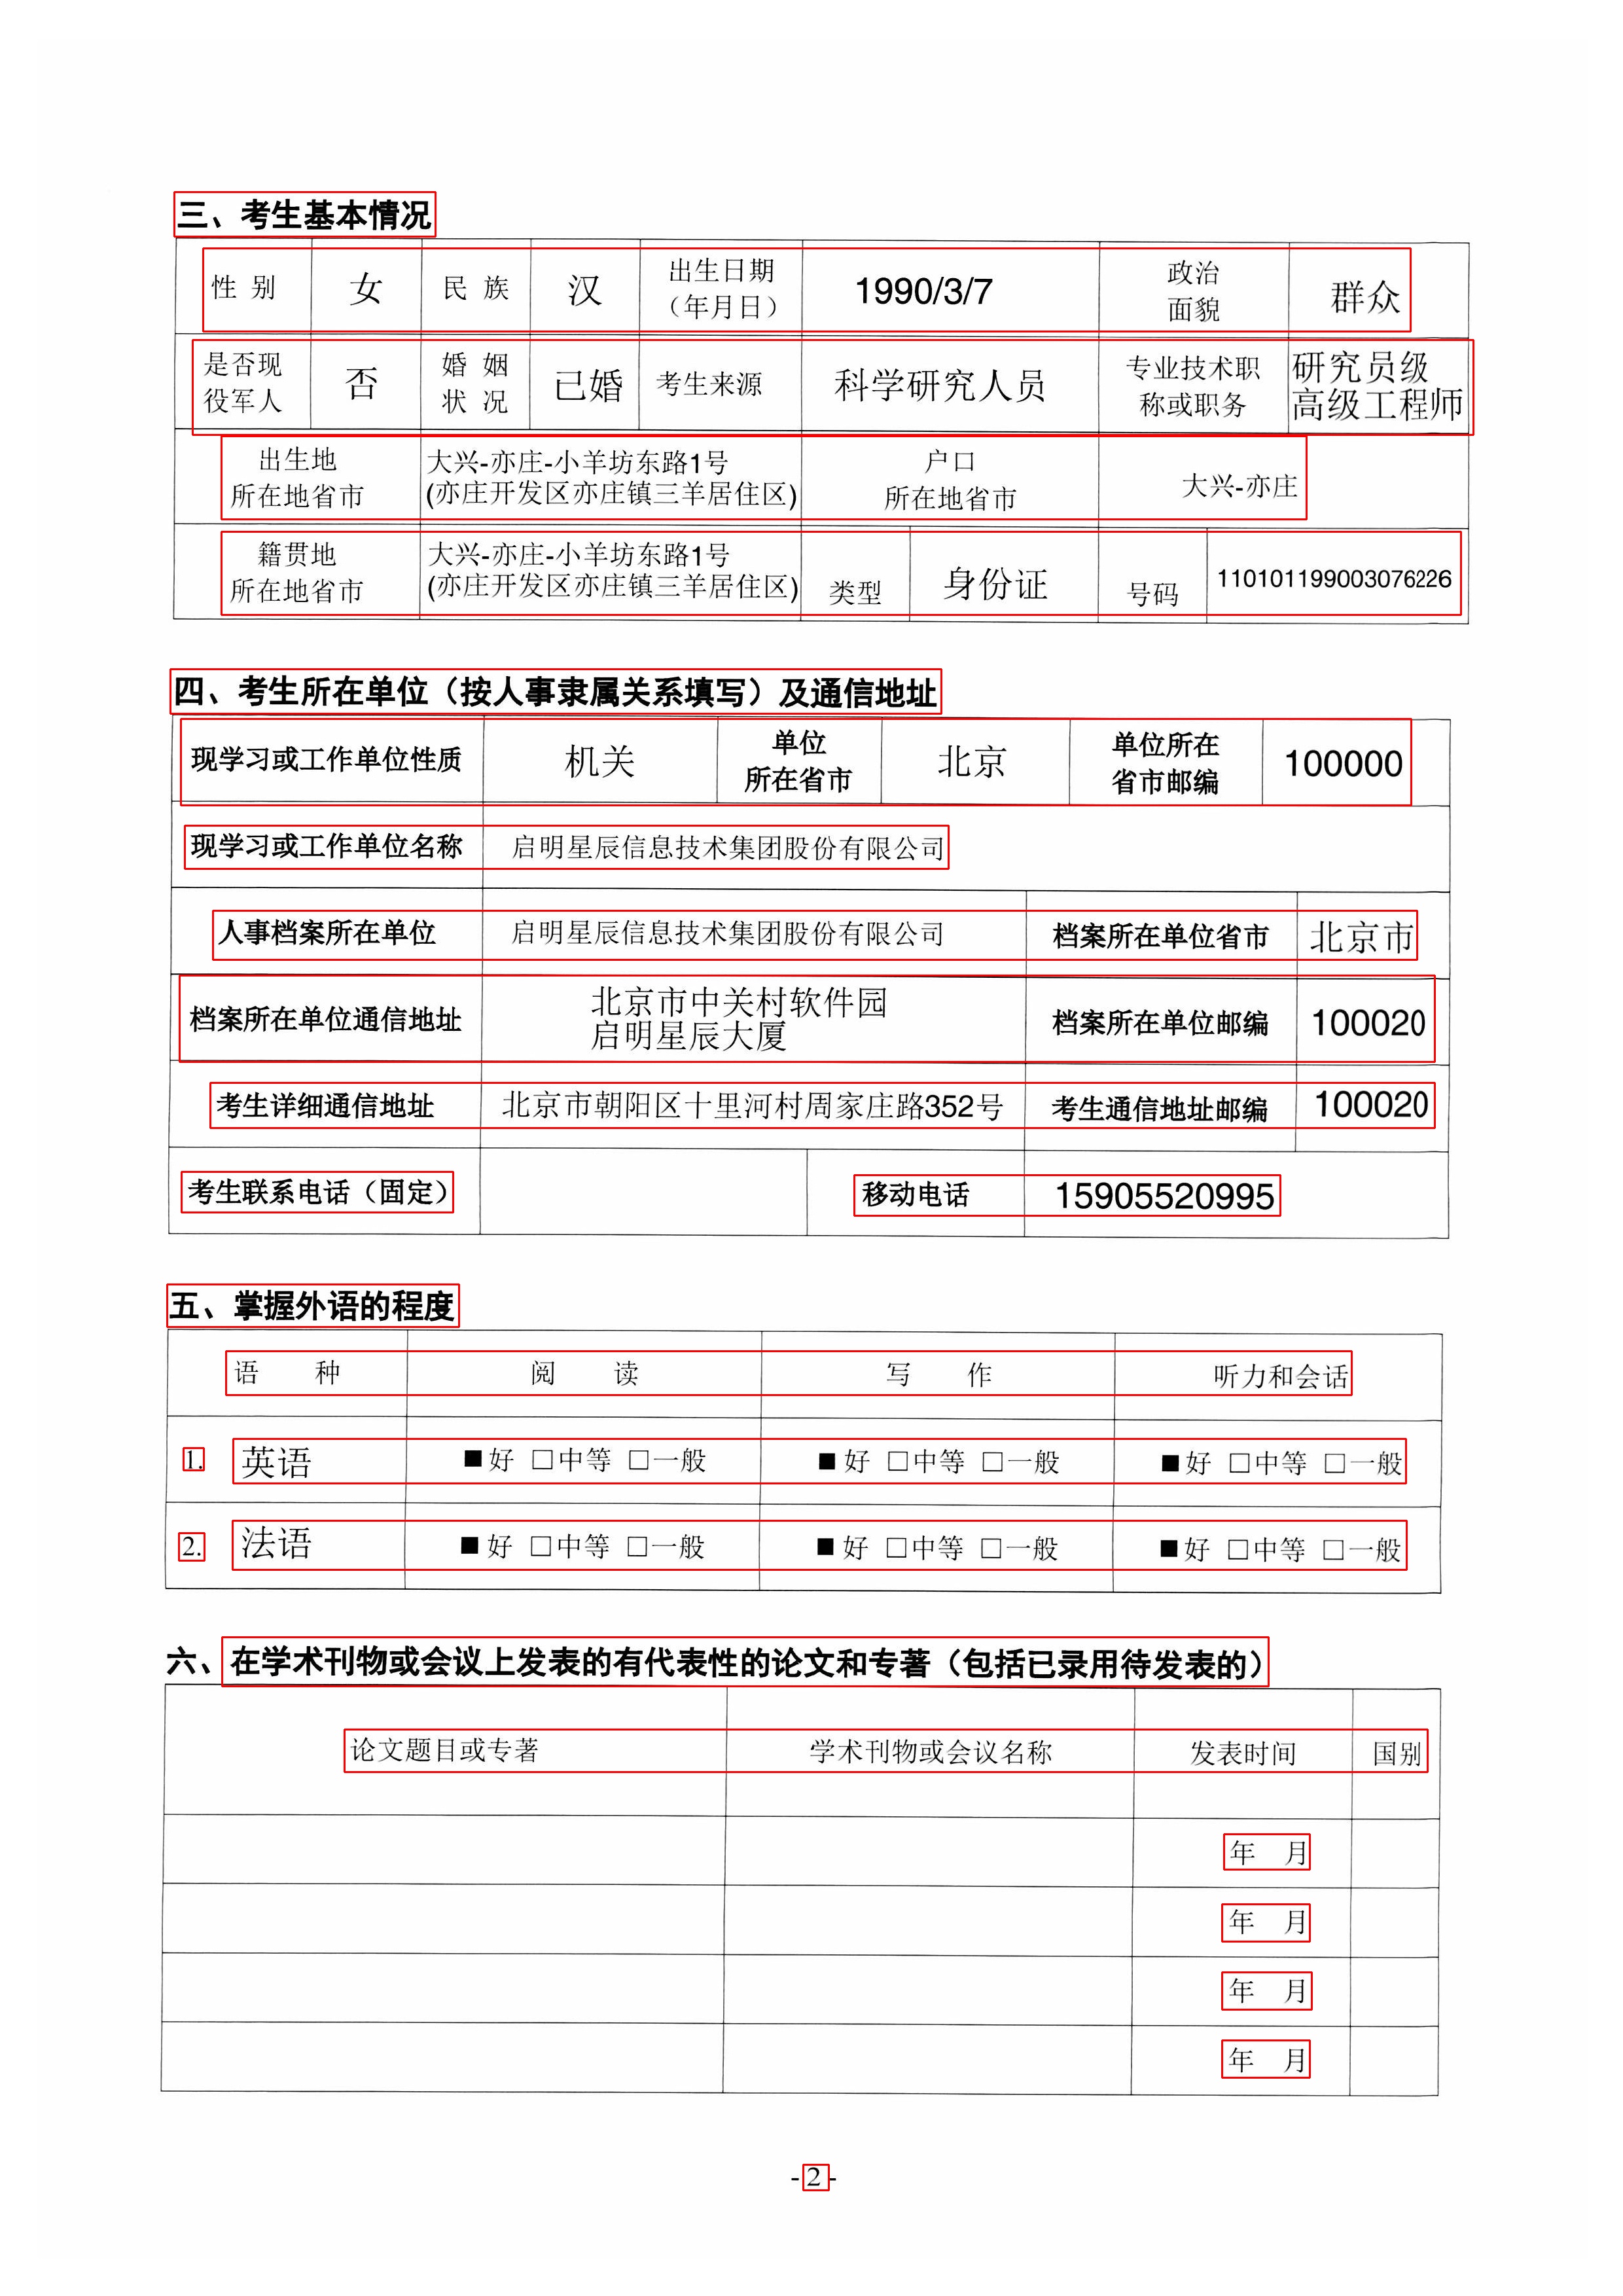 三、考生基本情况
性 别 女 民 族 汉 出生日期 1990/3/7 政治 群众
（年月日） 面貌
是否现 否 婚 姻 已婚 考生来源 科学研究人员 专业技术职 研究员级
役军人 状 况 称或职务 高级工程师
出生地 大兴-亦庄-小羊坊东路1号 户口 大兴-亦庄
所在地省市 (亦庄开发区亦庄镇三羊居住区) 所在地省市
籍贯地 大兴-亦庄-小羊坊东路1号 类型 身份证 号码 110101199003076226
所在地省市 (亦庄开发区亦庄镇三羊居住区)
四、考生所在单位（按人事隶属关系填写）及通信地址
现学习或工作单位性质 机关 单位 北京 单位所在 100000
所在省市 省市邮编
现学习或工作单位名称 启明星辰信息技术集团股份有限公司
人事档案所在单位 启明星辰信息技术集团股份有限公司 档案所在单位省市 北京市
档案所在单位通信地址 北京市中关村软件园 档案所在单位邮编 100020
启明星辰大厦
考生详细通信地址 北京市朝阳区十里河村周家庄路352号 考生通信地址邮编 100020
考生联系电话（固定） 移动电话 15905520995
五、掌握外语的程度
语 种 阅 读 写 作 听力和会话
1. 英语 ■好 □中等 □一般 ■好 □中等 □一般 ■好 □中等 □一般
2. 法语 ■好 □中等 □一般 ■好 □中等 □一般 ■好 □中等 □一般
六、在学术刊物或会议上发表的有代表性的论文和专著（包括已录用待发表的）
论文题目或专著 学术刊物或会议名称 发表时间 国别
年 月
年 月
年 月
年 月
-2-